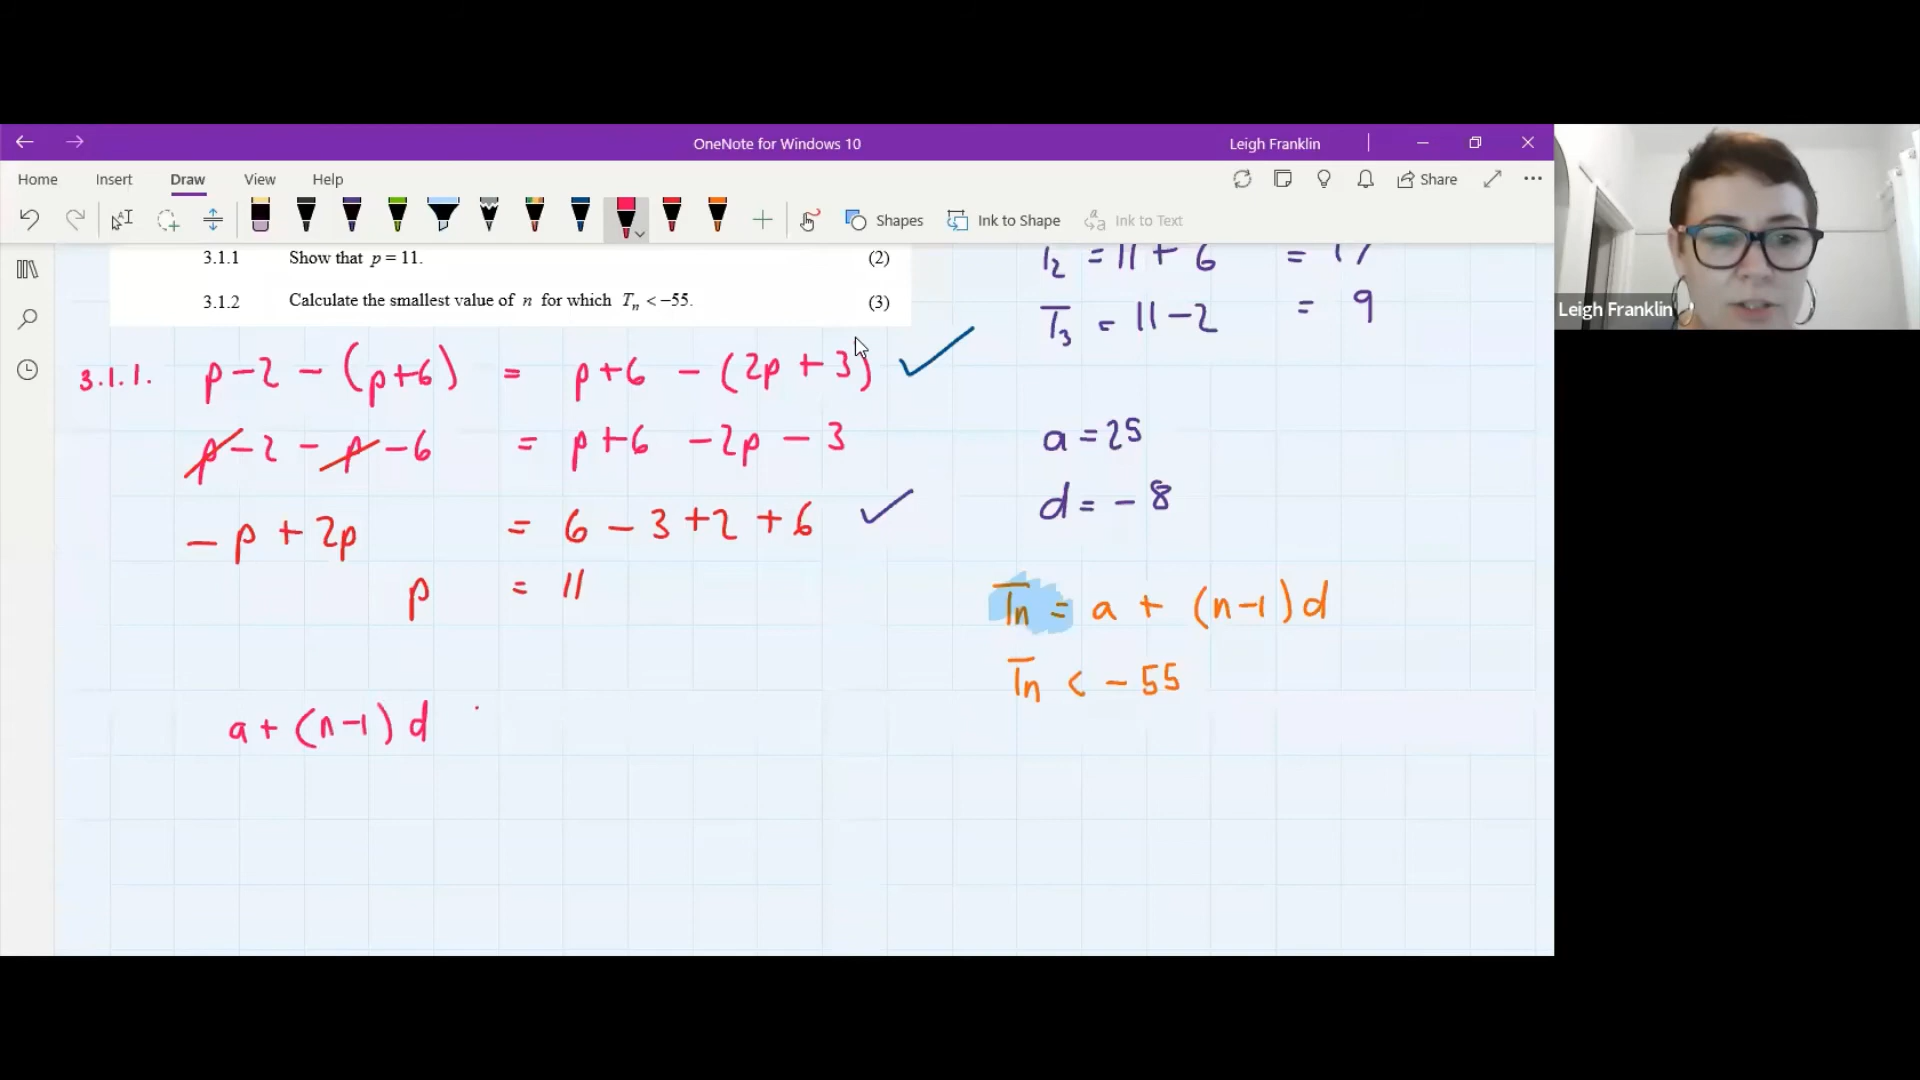 OneNote for Windows 10
Leigh Franklin
Home Insert Draw View Help
Share
Shapes Ink to Shape Ink to Text
3.1.1 Show that p = 11. (2)
3.1.2 Calculate the smallest value of n for which Tn < −55. (3)
3.1.1. p−2 − (p+6) = p+6 − (2p+3)
p−2 − p −6 = p+6 −2p − 3
−p + 2p = 6 − 3 +2 +6
p = 11
a + (n−1) d
T2 = 11 + 6 = 17
T3 = 11 − 2 = 9
a = 25
d = −8
Tn = a + (n−1) d
Tn < −55
Leigh Franklin